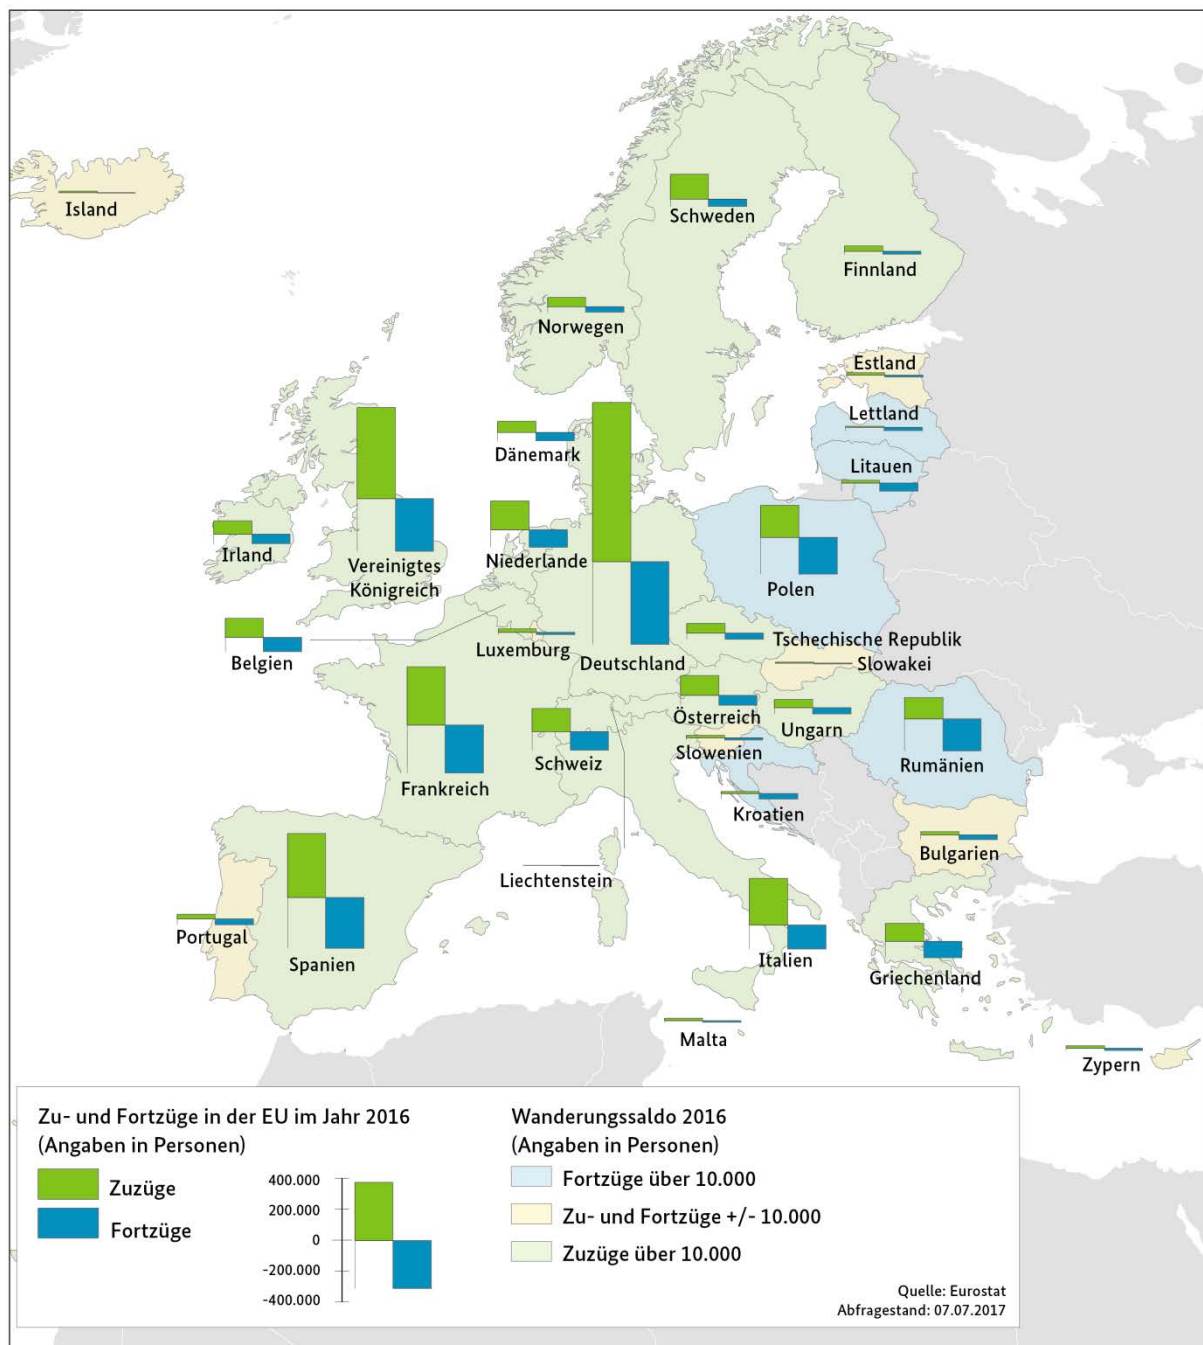 Island
Schweden
Finnland
Norwegen
Estland
Lettland
Dänemark
Litauen
Irland
Vereinigtes
Königreich
Niederlande
Polen
Belgien
Luxemburg
Deutschland
Tschechische Republik
Slowakei
Österreich
Ungarn
Slowenien
Rumänien
Schweiz
Frankreich
Kroatien
Bulgarien
Liechtenstein
Portugal
Spanien
Italien
Griechenland
Malta
Zypern
Zu- und Fortzüge in der EU im Jahr 2016
(Angaben in Personen)
Zuzüge
Fortzüge
400.000
200.000
0
-200.000
-400.000
Wanderungssaldo 2016
(Angaben in Personen)
Fortzüge über 10.000
Zu- und Fortzüge +/- 10.000
Zuzüge über 10.000
Quelle: Eurostat
Abfragestand: 07.07.2017